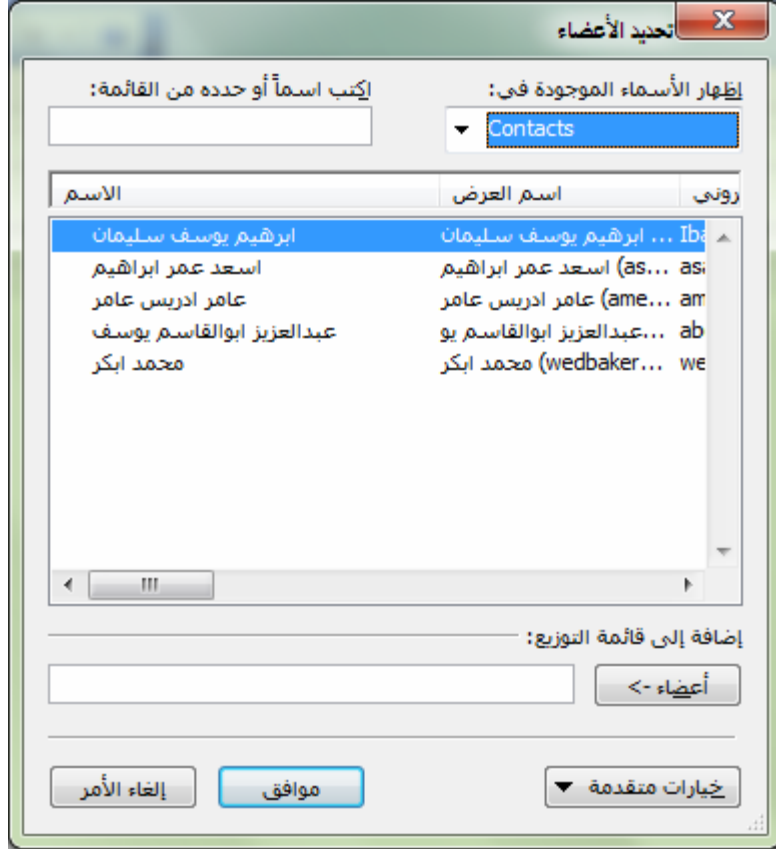 تحديد الأعضاء
إظهار الأسماء الموجودة في:
اكتب اسماً أو حدده من القائمة:
Contacts
الاسم اسم العرض روني
ابرهيم يوسف سليمان ابرهيم يوسف سليمان ... Iba
اسعد عمر ابراهيم اسعد عمر ابراهيم (as... asa
عامر ادريس عامر عامر ادريس عامر (ame... am
عبدالعزيز ابوالقاسم يوسف عبدالعزيز ابوالقاسم يو... ab
محمد ابكر محمد ابكر (wedbaker... we
إضافة إلى قائمة التوزيع:
أعضاء ->
خيارات متقدمة موافق إلغاء الأمر